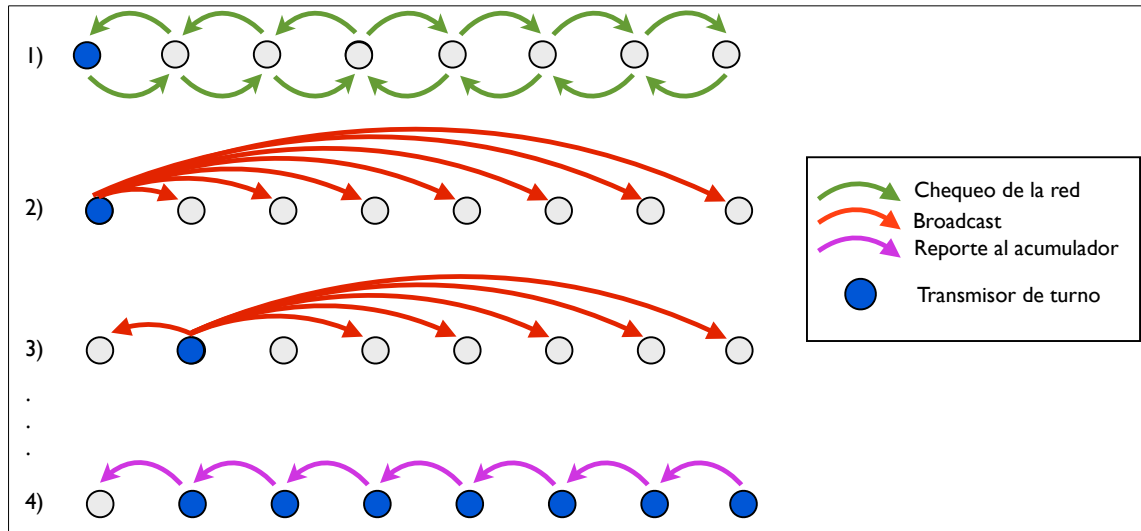 1)
2)
3)
.
.
.
4)
Chequeo de la red
Broadcast
Reporte al acumulador
Transmisor de turno